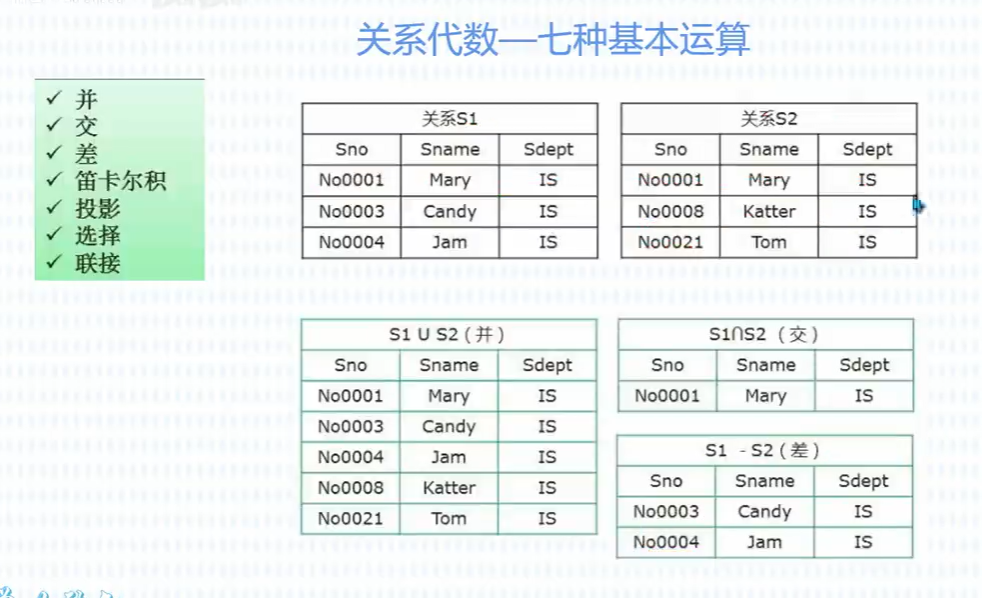 关系代数—七种基本运算
✓ 并
✓ 交
✓ 差
✓ 笛卡尔积
✓ 投影
✓ 选择
✓ 联接
关系S1
Sno Sname Sdept
No0001 Mary IS
No0003 Candy IS
No0004 Jam IS
关系S2
Sno Sname Sdept
No0001 Mary IS
No0008 Katter IS
No0021 Tom IS
S1 U S2 ( 并 )
Sno Sname Sdept
No0001 Mary IS
No0003 Candy IS
No0004 Jam IS
No0008 Katter IS
No0021 Tom IS
S1∩S2 ( 交 )
Sno Sname Sdept
No0001 Mary IS
S1 - S2 ( 差 )
Sno Sname Sdept
No0003 Candy IS
No0004 Jam IS